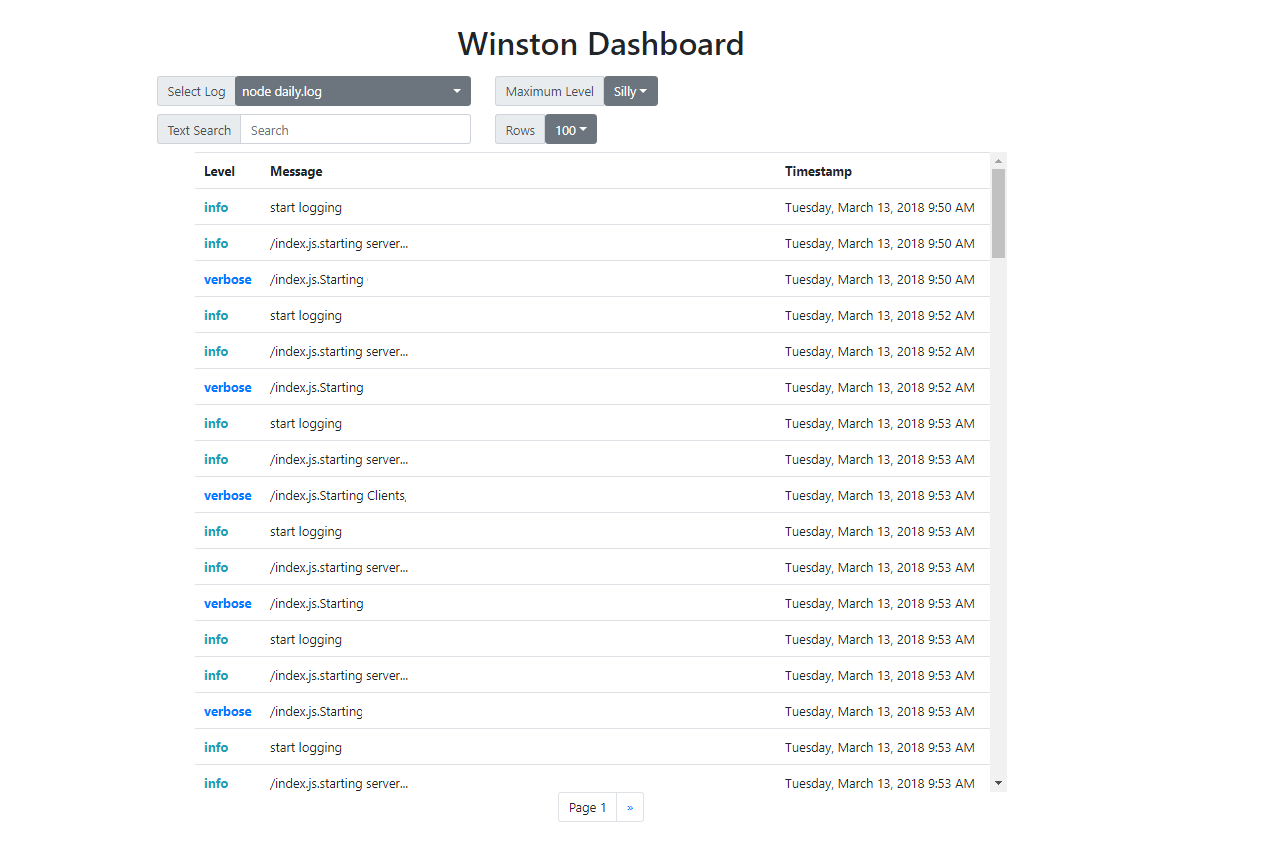 Winston Dashboard
Select Log node daily.log Maximum Level Silly
Text Search Search Rows 100
Level Message Timestamp
info start logging Tuesday, March 13, 2018 9:50 AM
info /index.js.starting server... Tuesday, March 13, 2018 9:50 AM
verbose /index.js.Starting Tuesday, March 13, 2018 9:50 AM
info start logging Tuesday, March 13, 2018 9:52 AM
info /index.js.starting server... Tuesday, March 13, 2018 9:52 AM
verbose /index.js.Starting Tuesday, March 13, 2018 9:52 AM
info start logging Tuesday, March 13, 2018 9:53 AM
info /index.js.starting server... Tuesday, March 13, 2018 9:53 AM
verbose /index.js.Starting Clients, Tuesday, March 13, 2018 9:53 AM
info start logging Tuesday, March 13, 2018 9:53 AM
info /index.js.starting server... Tuesday, March 13, 2018 9:53 AM
verbose /index.js.Starting Tuesday, March 13, 2018 9:53 AM
info start logging Tuesday, March 13, 2018 9:53 AM
info /index.js.starting server... Tuesday, March 13, 2018 9:53 AM
verbose /index.js.Starting Tuesday, March 13, 2018 9:53 AM
info start logging Tuesday, March 13, 2018 9:53 AM
info /index.js.starting server... Tuesday, March 13, 2018 9:53 AM
Page 1 »